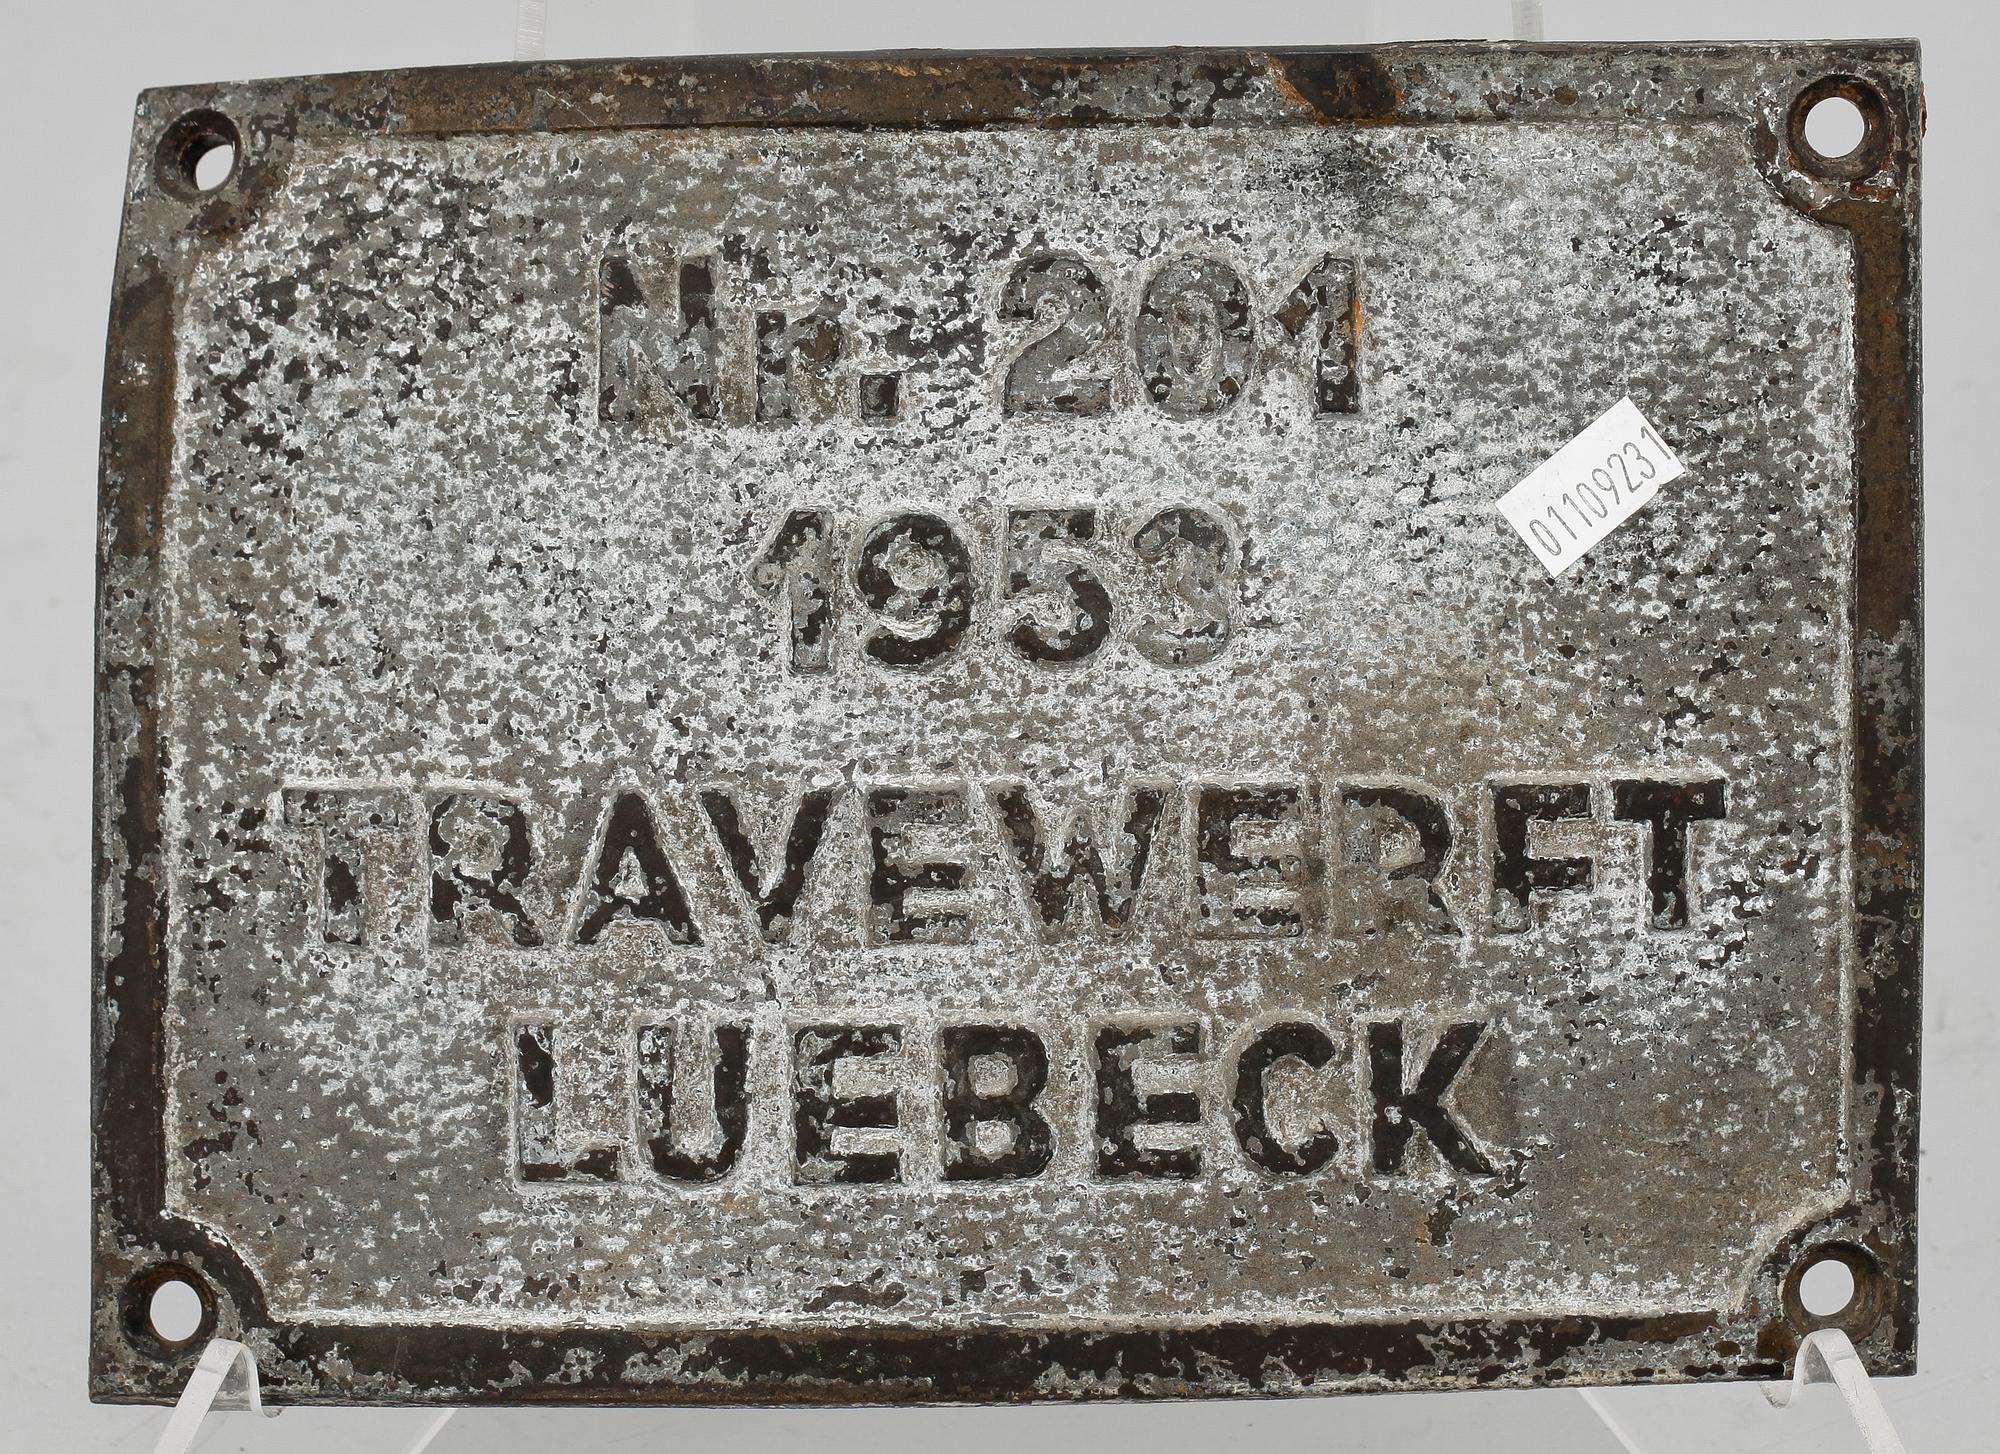 Nr. 201
01109231
1953
TRAVEWERFT
LUEBECK